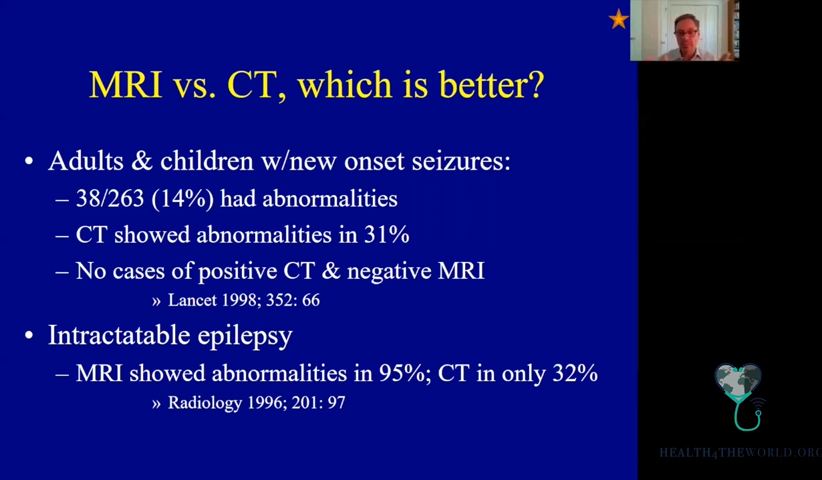 MRI vs. CT, which is better?
• Adults & children w/new onset seizures:
– 38/263 (14%) had abnormalities
– CT showed abnormalities in 31%
– No cases of positive CT & negative MRI
» Lancet 1998; 352: 66
• Intractatable epilepsy
– MRI showed abnormalities in 95%; CT in only 32%
» Radiology 1996; 201: 97
HEALTH4THEWORLD.ORG